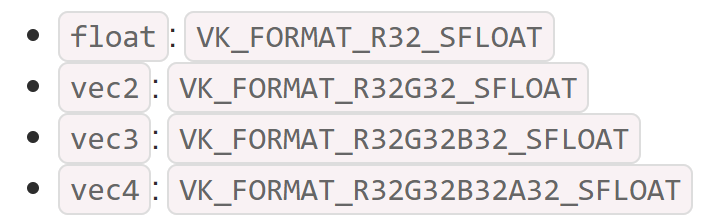 float: VK_FORMAT_R32_SFLOAT
vec2: VK_FORMAT_R32G32_SFLOAT
vec3: VK_FORMAT_R32G32B32_SFLOAT
vec4: VK_FORMAT_R32G32B32A32_SFLOAT